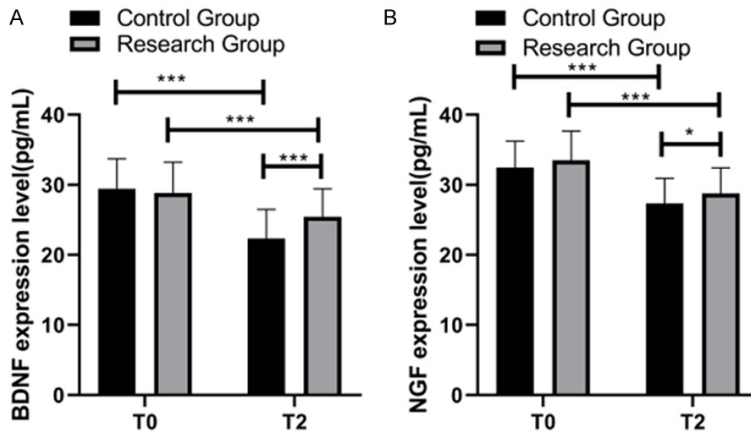 A
Control Group
Research Group
BDNF expression level(pg/mL)
40
30
20
10
0
***
***
***
T0
T2
B
Control Group
Research Group
NGF expression level(pg/mL)
40
30
20
10
0
***
***
*
T0
T2